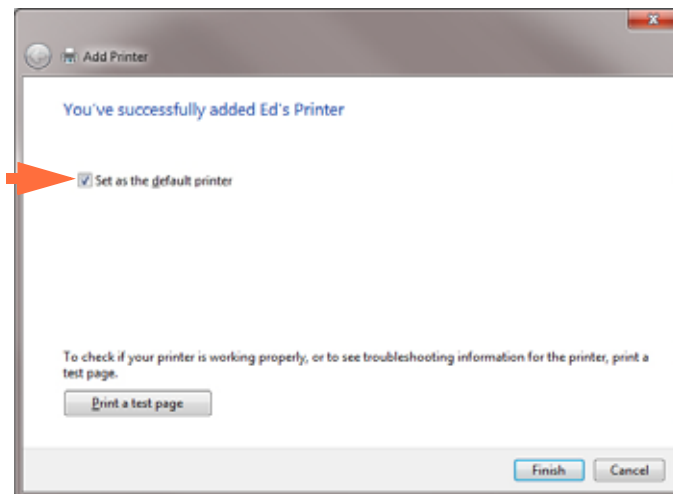 Add Printer
You've successfully added Ed's Printer
Set as the default printer
To check if your printer is working properly, or to see troubleshooting information for the printer, print a
test page.
Print a test page
Finish Cancel